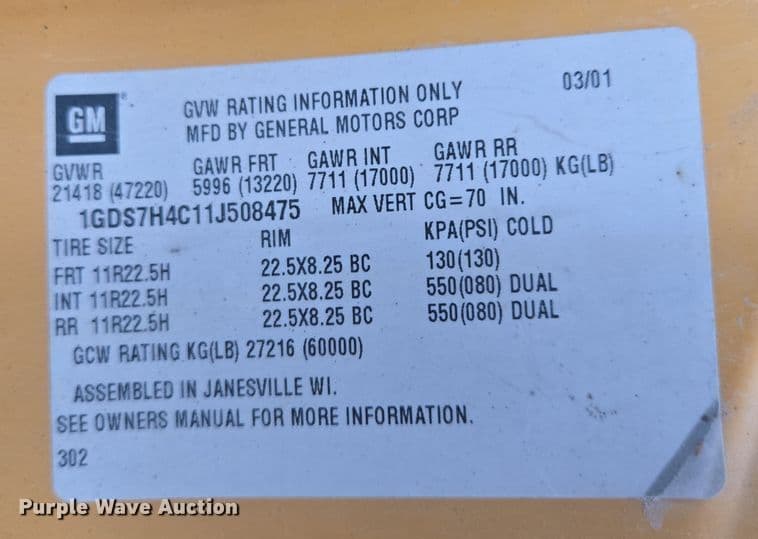 GM
GVW RATING INFORMATION ONLY 03/01
MFD BY GENERAL MOTORS CORP
GVWR GAWR FRT GAWR INT GAWR RR
21418 (47220) 5996 (13220) 7711 (17000) 7711 (17000) KG(LB)
1GDS7H4C11J508475 MAX VERT CG=70 IN.
TIRE SIZE RIM KPA(PSI) COLD
FRT 11R22.5H 22.5X8.25 BC 130(130)
INT 11R22.5H 22.5X8.25 BC 550(080) DUAL
RR 11R22.5H 22.5X8.25 BC 550(080) DUAL
GCW RATING KG(LB) 27216 (60000)
ASSEMBLED IN JANESVILLE WI.
SEE OWNERS MANUAL FOR MORE INFORMATION.
302
Purple Wave Auction